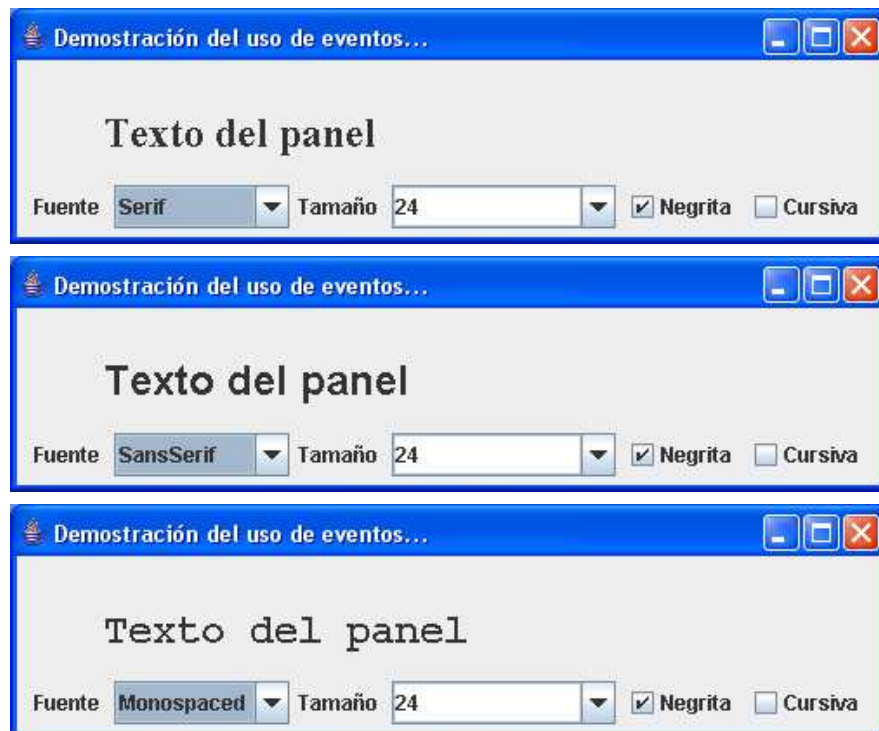 Demostración del uso de eventos...
Texto del panel
Fuente Serif Tamaño 24 Negrita Cursiva
Demostración del uso de eventos...
Texto del panel
Fuente SansSerif Tamaño 24 Negrita Cursiva
Demostración del uso de eventos...
Texto del panel
Fuente Monospaced Tamaño 24 Negrita Cursiva